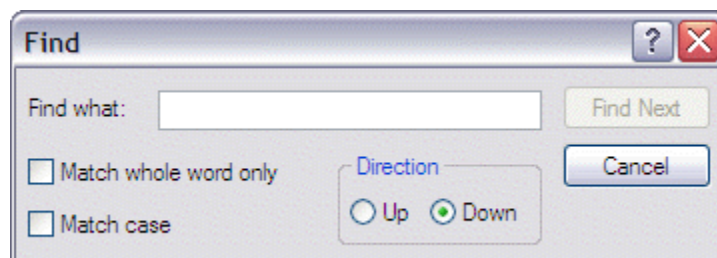 Find
Find what:
Find Next
Match whole word only
Direction
Cancel
Up
Down
Match case